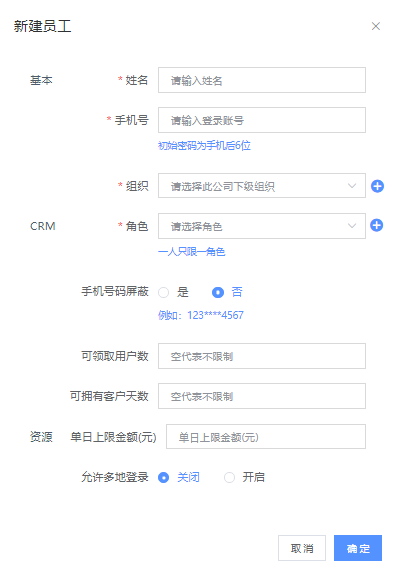 新建员工
基本 * 姓名 请输入姓名
* 手机号 请输入登录账号
初始密码为手机后6位
* 组织 请选择此公司下级组织
CRM * 角色 请选择角色
一人只限一角色
手机号码屏蔽 是 否
例如：123****4567
可领取用户数 空代表不限制
可拥有客户天数 空代表不限制
资源 单日上限金额(元) 单日上限金额(元)
允许多地登录 关闭 开启
取消 确定